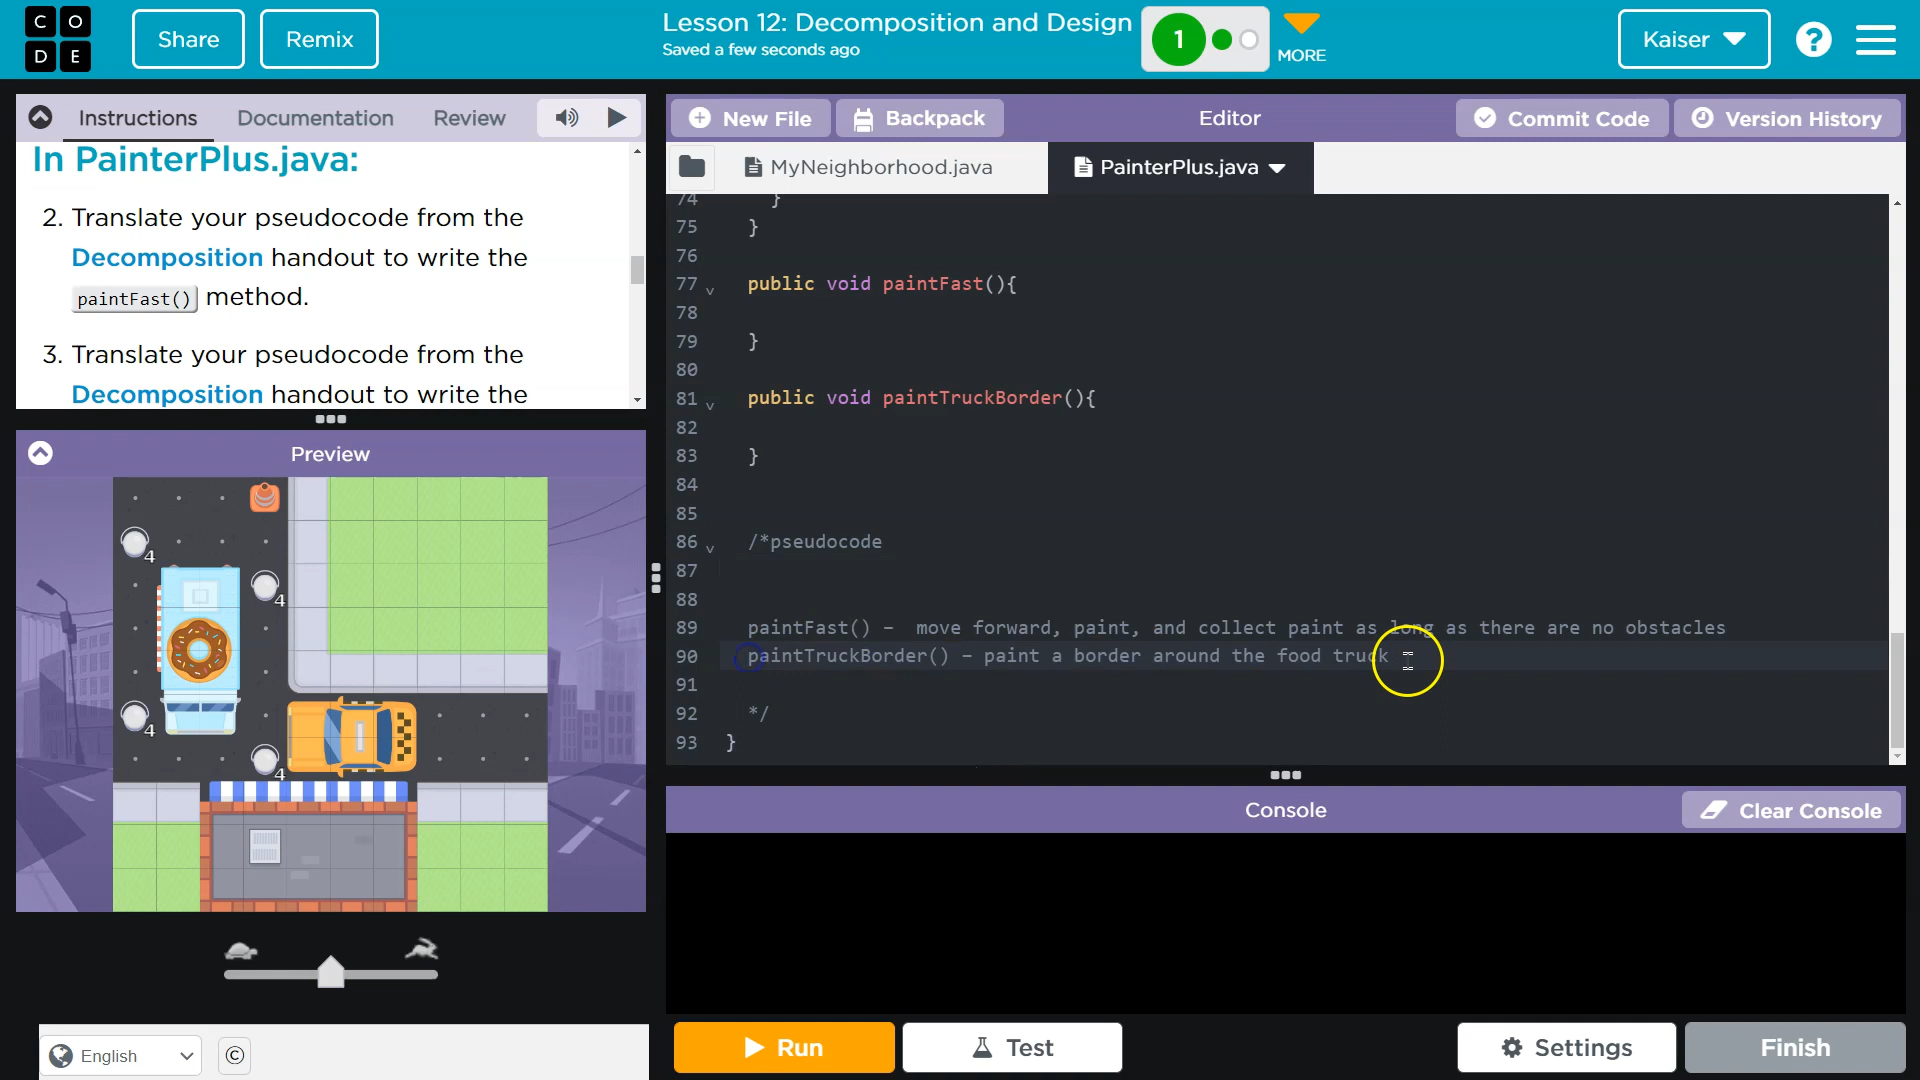 C O
D E
Share
Remix
Lesson 12: Decomposition and Design
Saved a few seconds ago
1
MORE
Kaiser
?
Instructions
Documentation
Review
In PainterPlus.java:
2. Translate your pseudocode from the
Decomposition handout to write the
paintFast() method.
3. Translate your pseudocode from the
Decomposition handout to write the
Preview
4
4
4
4
English
©
New File
Backpack
Editor
Commit Code
Version History
MyNeighborhood.java
PainterPlus.java
74 }
75 }
76
77 public void paintFast(){
78
79 }
80
81 public void paintTruckBorder(){
82
83 }
84
85
86 /*pseudocode
87
88
89 paintFast() – move forward, paint, and collect paint as long as there are no obstacles
90 paintTruckBorder() – paint a border around the food truck
91
92 */
93 }
Console
Clear Console
Run
Test
Settings
Finish